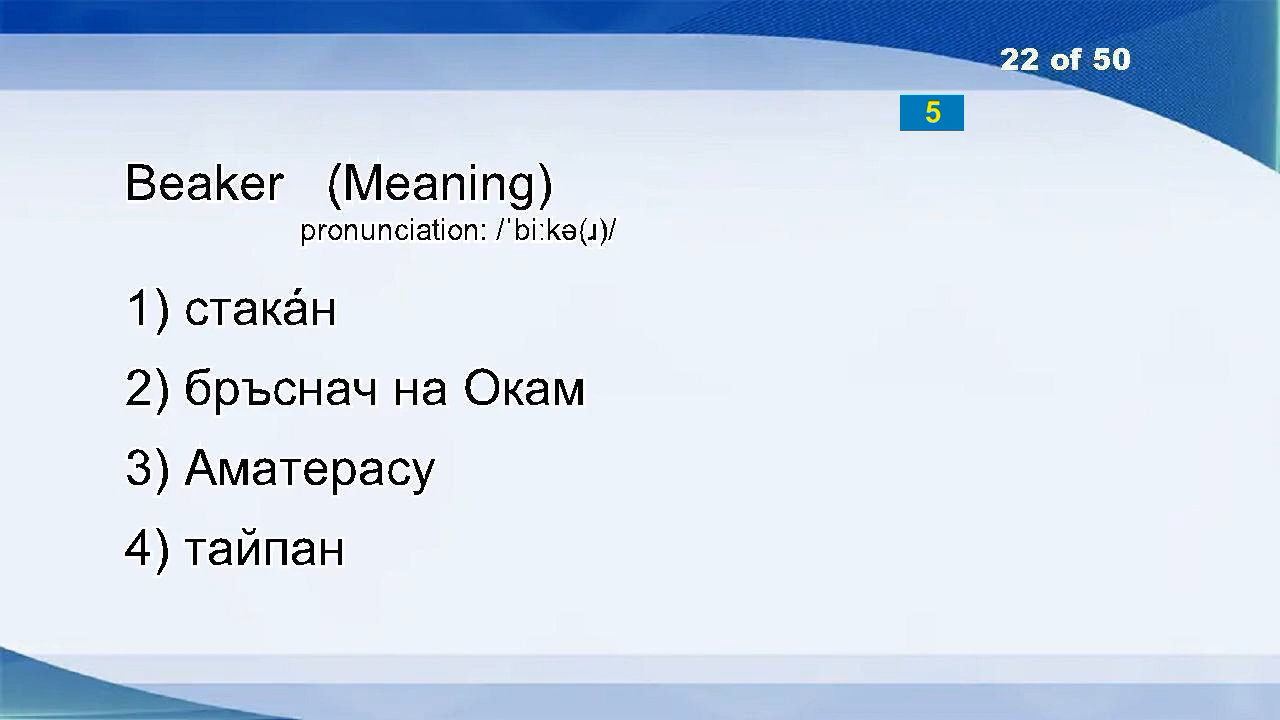 22 of 50
5
Beaker (Meaning)
pronunciation: /ˈbiːkə(ɹ)/
1) стака́н
2) бръснач на Окам
3) Аматерасу
4) тайпан